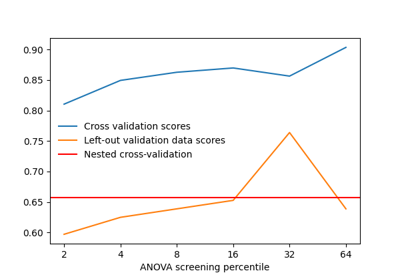 0.90
0.85
0.80
0.75
0.70
0.65
0.60
Cross validation scores
Left-out validation data scores
Nested cross-validation
2 4 8 16 32 64
ANOVA screening percentile